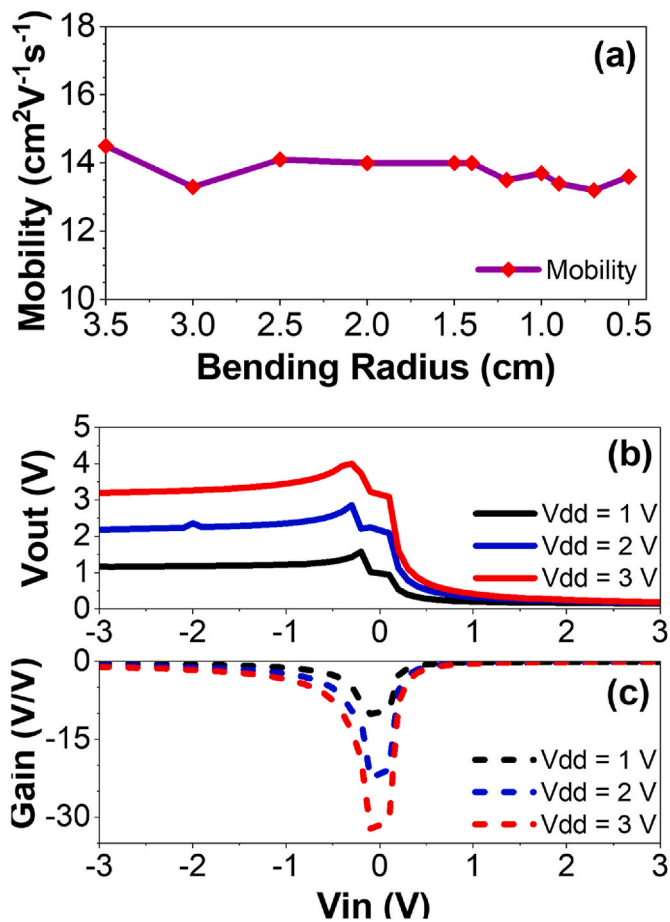 (a)
Mobility (cm²V⁻¹s⁻¹)
18
16
14
12
10
Mobility
3.5 3.0 2.5 2.0 1.5 1.0 0.5
Bending Radius (cm)
(b)
Vout (V)
5
4
3
2
1
0
Vdd = 1 V
Vdd = 2 V
Vdd = 3 V
-3 -2 -1 0 1 2 3
(c)
Gain (V/V)
0
-15
-30
Vdd = 1 V
Vdd = 2 V
Vdd = 3 V
-3 -2 -1 0 1 2 3
Vin (V)